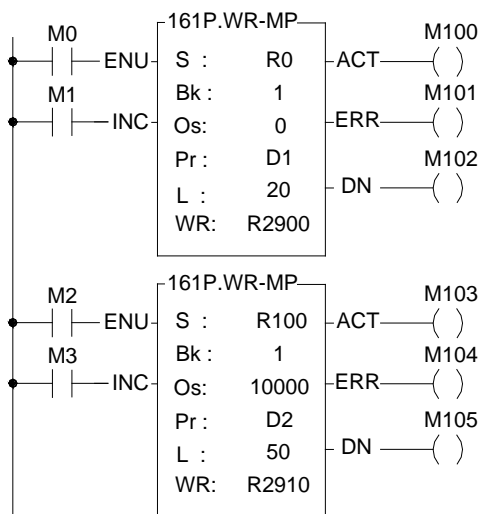 161P.WR-MP
M0 ENU S : R0 ACT M100
M1 INC Bk : 1 ERR M101
Os: 0
Pr : D1 DN M102
L : 20
WR: R2900
161P.WR-MP
M2 ENU S : R100 ACT M103
M3 INC Bk : 1 ERR M104
Os: 10000
Pr : D2 DN M105
L : 50
WR: R2910